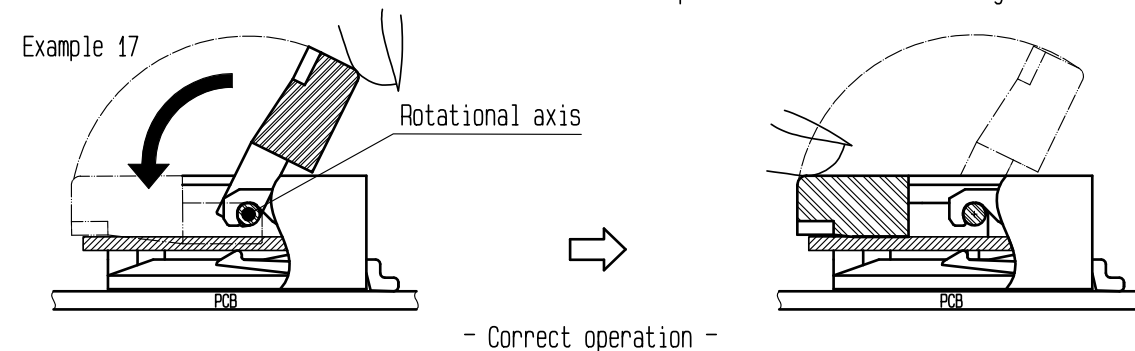 Example 17
Rotational axis
PCB
PCB
- Correct operation -